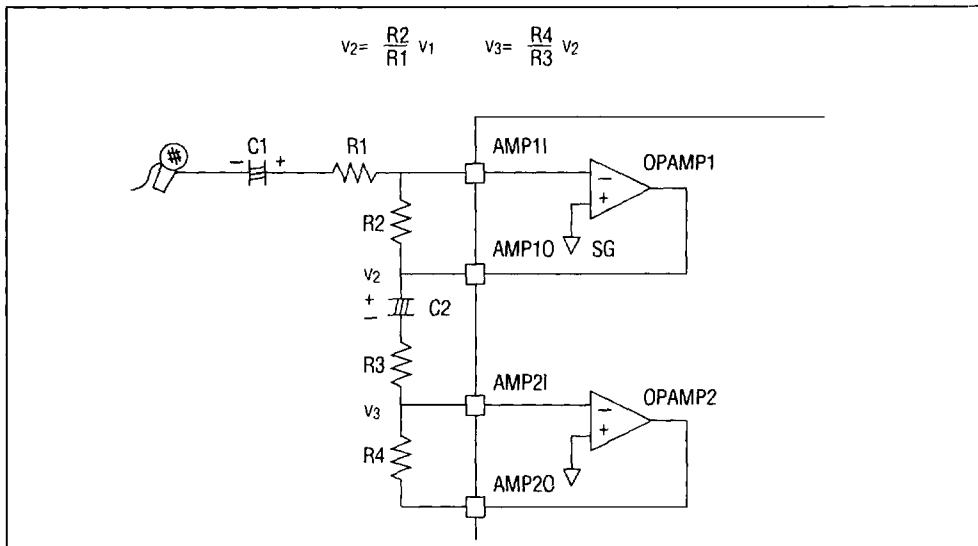 v2= R2/R1 v1 v3= R4/R3 v2
C1
− +
R1
AMP1I
OPAMP1
−
+
R2
AMP1O
SG
v2
+
−
C2
R3
AMP2I
OPAMP2
v3
−
+
R4
AMP2O